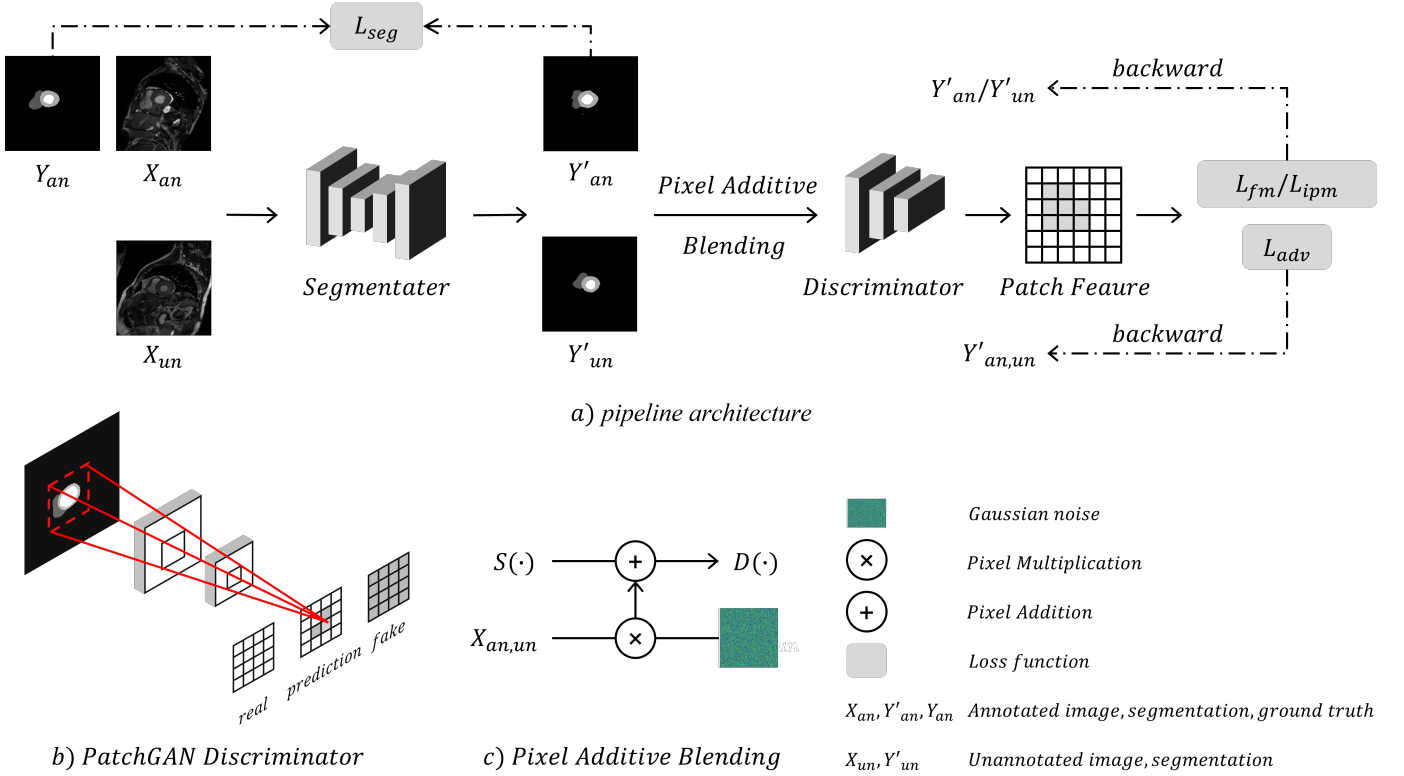 L_seg
Y_an
X_an
Y'_an
Y'_an/Y'_un
backward
L_fm/L_ipm
Pixel Additive
Blending
L_adv
Segmentater
Discriminator
Patch Feaure
X_un
Y'_un
Y'_an,un
backward
a) pipeline architecture
real
prediction
fake
b) PatchGAN Discriminator
S(·)
+
D(·)
X_an,un
×
c) Pixel Additive Blending
Gaussian noise
× Pixel Multiplication
+ Pixel Addition
Loss function
X_an, Y'_an, Y_an Annotated image, segmentation, ground truth
X_un, Y'_un Unannotated image, segmentation